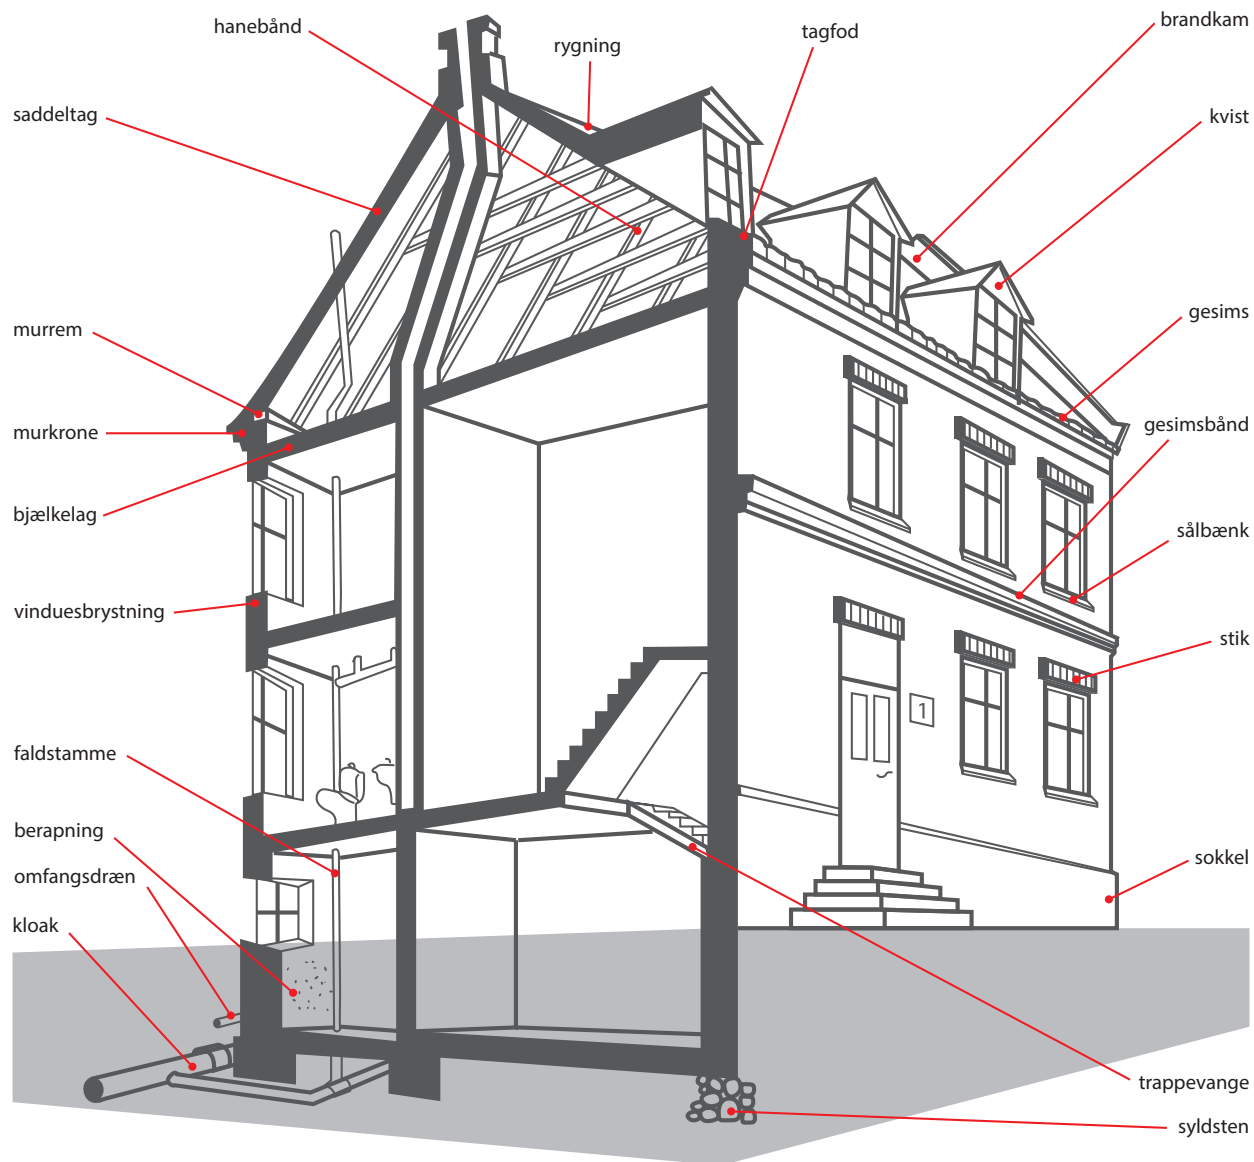 hanebånd
rygning
tagfod
brandkam
saddeltag
kvist
murrem
gesims
murkrone
gesimsbånd
bjælkelag
sålbænk
vinduesbrystning
stik
1
faldstamme
berapning
sokkel
omfangsdræn
kloak
trappevange
syldsten